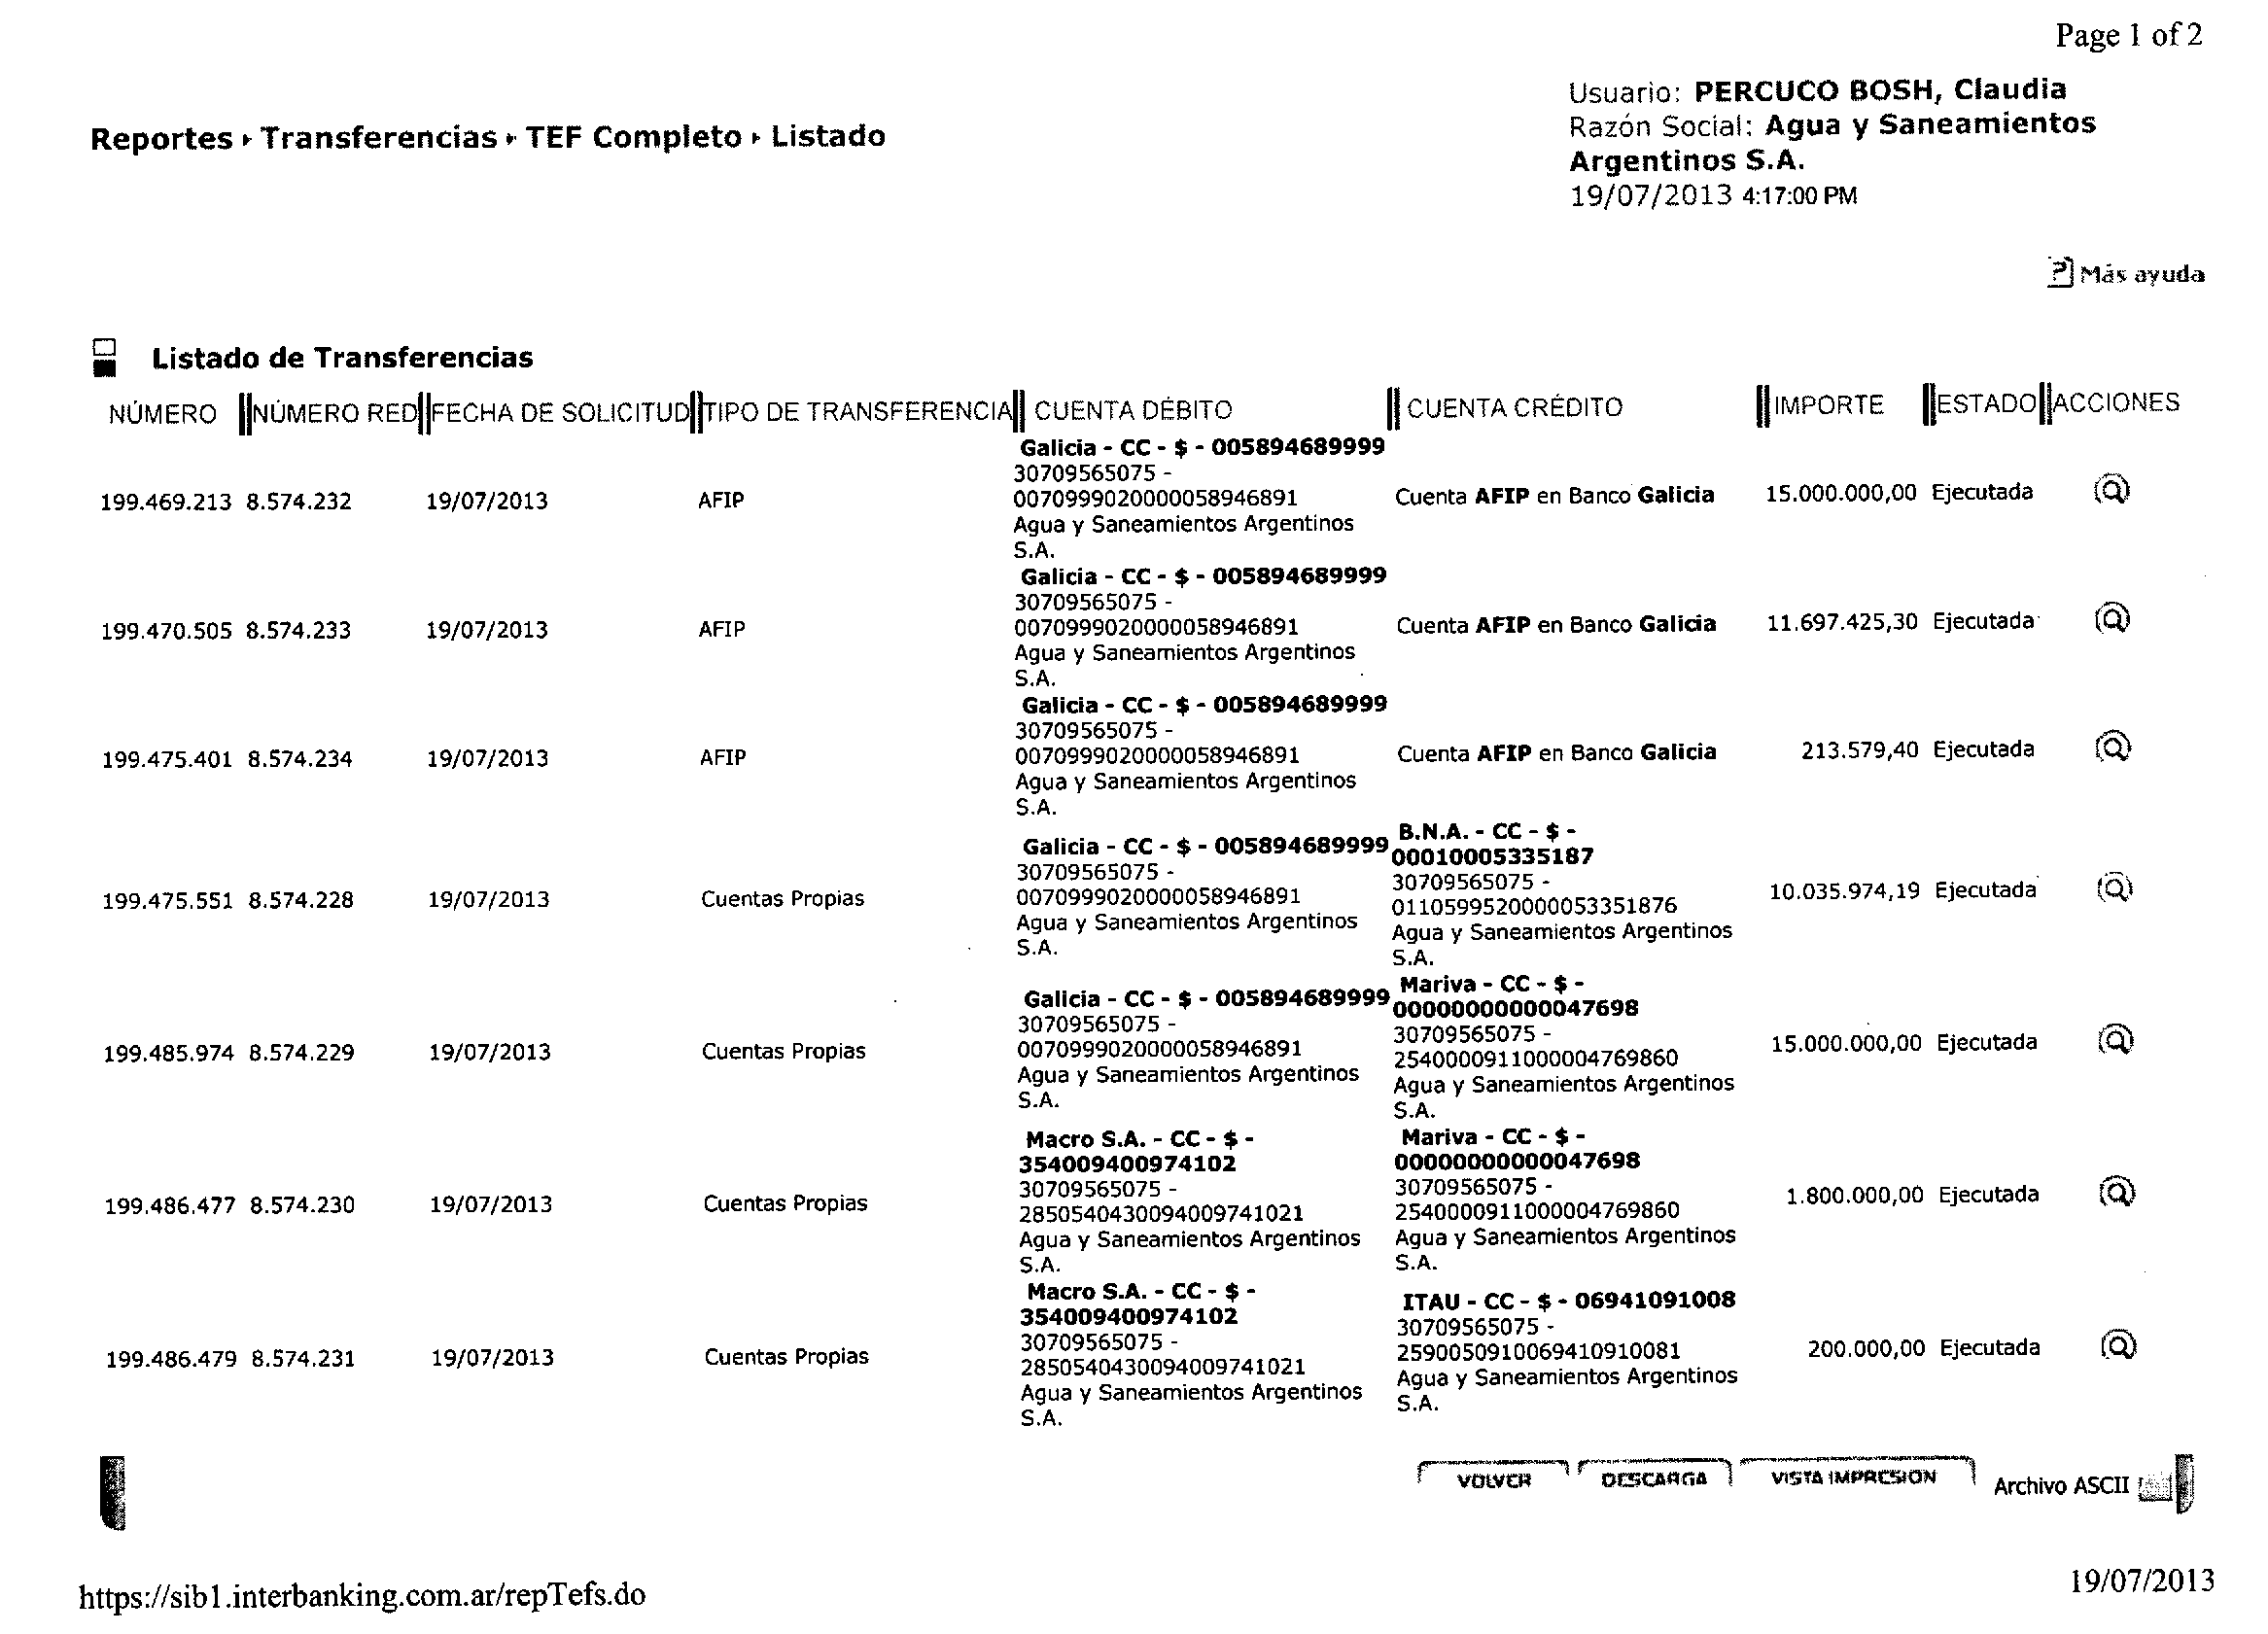 Page 1 of 2
Usuario: PERCUCO BOSH, Claudia
Razón Social: Agua y Saneamientos
Argentinos S.A.
19/07/2013 4:17:00 PM
Reportes ▸ Transferencias ▸ TEF Completo ▸ Listado
Más ayuda
Listado de Transferencias
NÚMERO NÚMERO RED FECHA DE SOLICITUD TIPO DE TRANSFERENCIA CUENTA DÉBITO CUENTA CRÉDITO IMPORTE ESTADO ACCIONES
Galicia - CC - $ - 005894689999
30709565075 -
199.469.213 8.574.232 19/07/2013 AFIP 0070999020000058946891 Cuenta AFIP en Banco Galicia 15.000.000,00 Ejecutada
Agua y Saneamientos Argentinos
S.A.
Galicia - CC - $ - 005894689999
30709565075 -
199.470.505 8.574.233 19/07/2013 AFIP 0070999020000058946891 Cuenta AFIP en Banco Galicia 11.697.425,30 Ejecutada
Agua y Saneamientos Argentinos
S.A.
Galicia - CC - $ - 005894689999
30709565075 -
199.475.401 8.574.234 19/07/2013 AFIP 0070999020000058946891 Cuenta AFIP en Banco Galicia 213.579,40 Ejecutada
Agua y Saneamientos Argentinos
S.A.
B.N.A. - CC - $ -
Galicia - CC - $ - 005894689999 00010005335187
30709565075 - 30709565075 -
199.475.551 8.574.228 19/07/2013 Cuentas Propias 0070999020000058946891 0110599520000053351876 10.035.974,19 Ejecutada
Agua y Saneamientos Argentinos Agua y Saneamientos Argentinos
S.A. S.A.
Mariva - CC - $ -
Galicia - CC - $ - 005894689999 00000000000047698
30709565075 - 30709565075 -
199.485.974 8.574.229 19/07/2013 Cuentas Propias 0070999020000058946891 2540000911000004769860 15.000.000,00 Ejecutada
Agua y Saneamientos Argentinos Agua y Saneamientos Argentinos
S.A. S.A.
Macro S.A. - CC - $ - Mariva - CC - $ -
354009400974102 00000000000047698
30709565075 - 30709565075 -
199.486.477 8.574.230 19/07/2013 Cuentas Propias 2850540430094009741021 2540000911000004769860 1.800.000,00 Ejecutada
Agua y Saneamientos Argentinos Agua y Saneamientos Argentinos
S.A. S.A.
Macro S.A. - CC - $ -
354009400974102 ITAU - CC - $ - 06941091008
30709565075 - 30709565075 -
199.486.479 8.574.231 19/07/2013 Cuentas Propias 2850540430094009741021 2590050910069410910081 200.000,00 Ejecutada
Agua y Saneamientos Argentinos Agua y Saneamientos Argentinos
S.A. S.A.
VOLVER DESCARGA VISTA IMPRESION Archivo ASCII
https://sib1.interbanking.com.ar/repTefs.do 19/07/2013